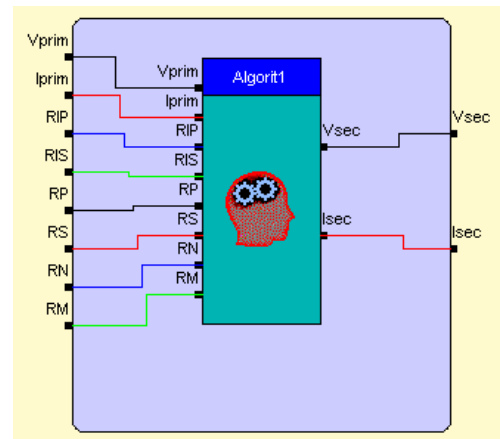 Vprim
Iprim
RIP
RIS
RP
RS
RN
RM
Vprim
Iprim
RIP
RIS
RP
RS
RN
RM
Algorit1
Vsec
Isec
Vsec
Isec